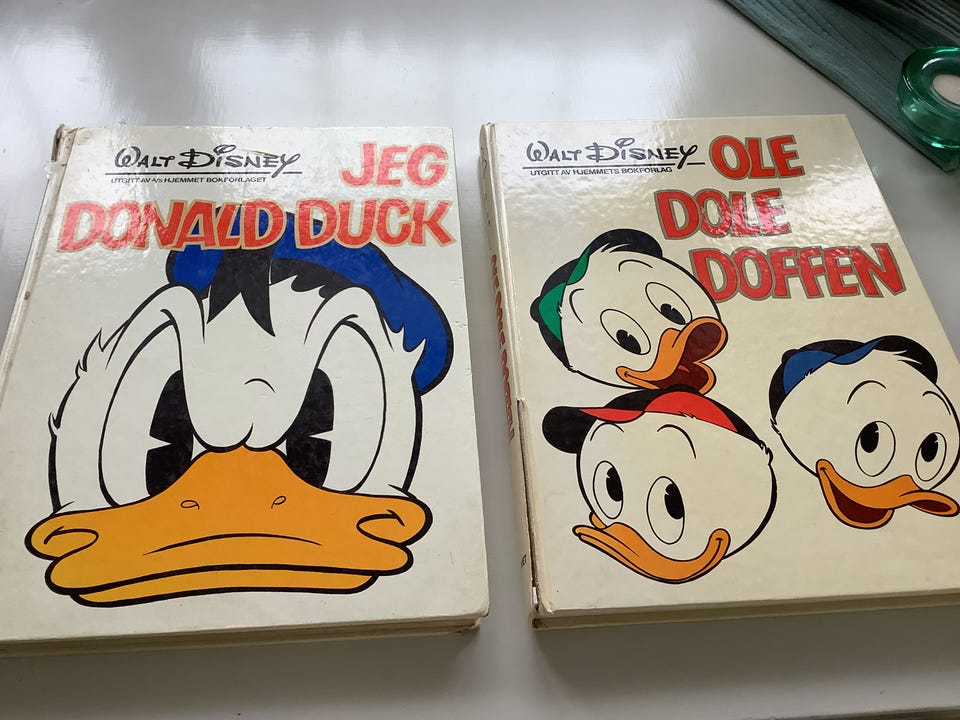 WALT DISNEY
UTGITT AV A/S HJEMMET BOKFORLAGET
JEG
DONALD DUCK
WALT DISNEY
UTGITT AV HJEMMETS BOKFORLAG
OLE
DOLE
DOFFEN